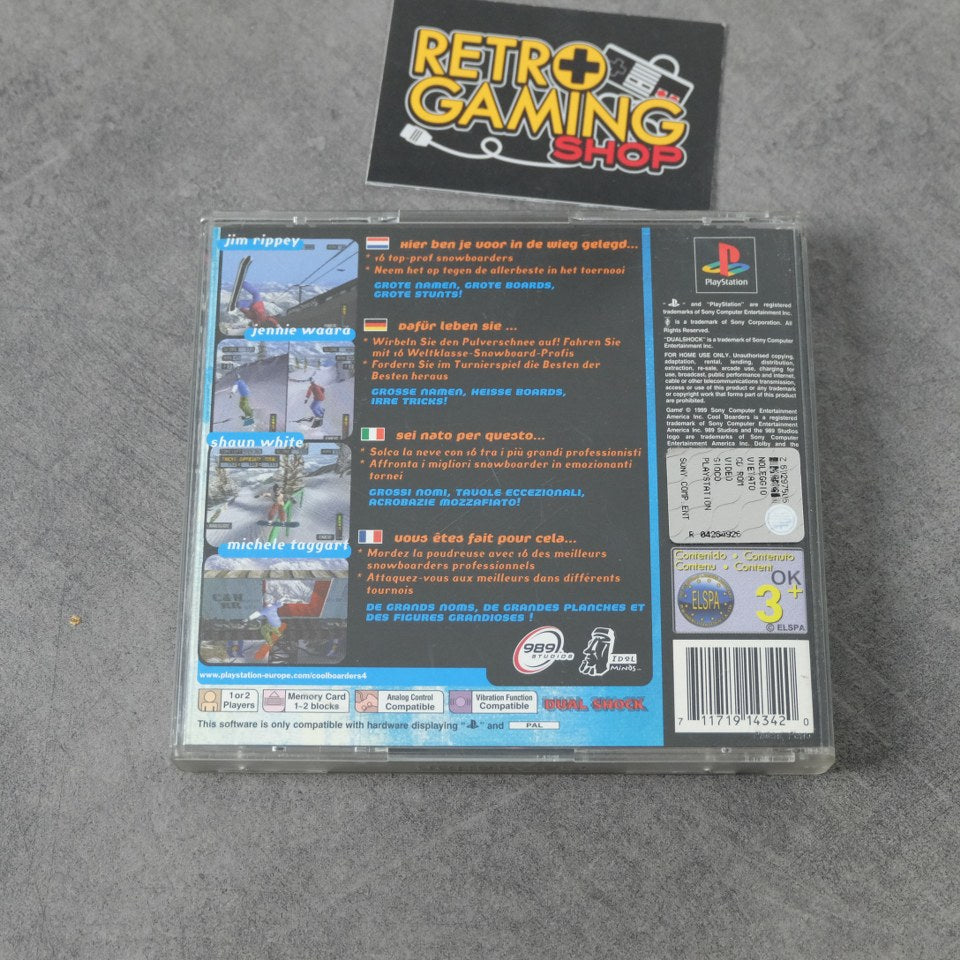 RETRO
GAMING
SHOP
jim rippey
jennie waara
shaun white
michele taggart
www.playstation-europe.com/coolboarders4
Hier ben je voor in de wieg gelegd...
* 16 top-prof snowboarders
* Neem het op tegen de allerbeste in het toernooi
GROTE NAMEN, GROTE BOARDS,
GROTE STUNTS!
Dafür leben sie ...
* Wirbeln Sie den Pulverschnee auf! Fahren Sie
mit 16 Weltklasse-Snowboard-Profis
* Fordern Sie im Turnierspiel die Besten der
Besten heraus
GROSSE NAMEN, HEISSE BOARDS,
IRRE TRICKS!
sei nato per questo...
* Solca la neve con 16 fra i più grandi professionisti
* Affronta i migliori snowboarder in emozionanti
tornei
GROSSI NOMI, TAVOLE ECCEZIONALI,
ACROBAZIE MOZZAFIATO!
vous êtes fait pour cela...
* Mordez la poudreuse avec 16 des meilleurs
snowboarders professionnels
* Attaquez-vous aux meilleurs dans différents
tournois
DE GRANDS NOMS, DE GRANDES PLANCHES ET
DES FIGURES GRANDIOSES !
989
STUDIOS
IDOL
MINDS
1 or 2
Players
Memory Card
1–2 blocks
Analog Control
Compatible
Vibration Function
Compatible
DUAL SHOCK
This software is only compatible with hardware displaying " " and PAL
PlayStation
" " and "PlayStation" are registered
trademarks of Sony Computer Entertainment Inc.
is a trademark of Sony Corporation. All
Rights Reserved.
"DUALSHOCK" is a trademark of Sony Computer
Entertainment Inc.
FOR HOME USE ONLY. Unauthorised copying,
adaptation, rental, lending, distribution,
extraction, re-sale, arcade use, charging for
use, broadcast, public performance and internet,
cable or other telecommunications transmission,
access or use of this product or any trademark
or copyright work that forms part of this product
are prohibited.
Game © 1999 Sony Computer Entertainment
America Inc. Cool Boarders is a registered
trademark of Sony Computer Entertainment
America Inc. 989 Studios and the 989 Studios
logo are trademarks of Sony Computer
Entertainment America Inc. Dolby and the
NOLEGGIO
VIETATO
CD ROM
VIDEO
GIOCO
PLAYSTATION
SONY COMP.ENT
Contenido • Contenuto
Contenu • Content
ELSPA
OK
3+
© ELSPA
7 11719 14342 0